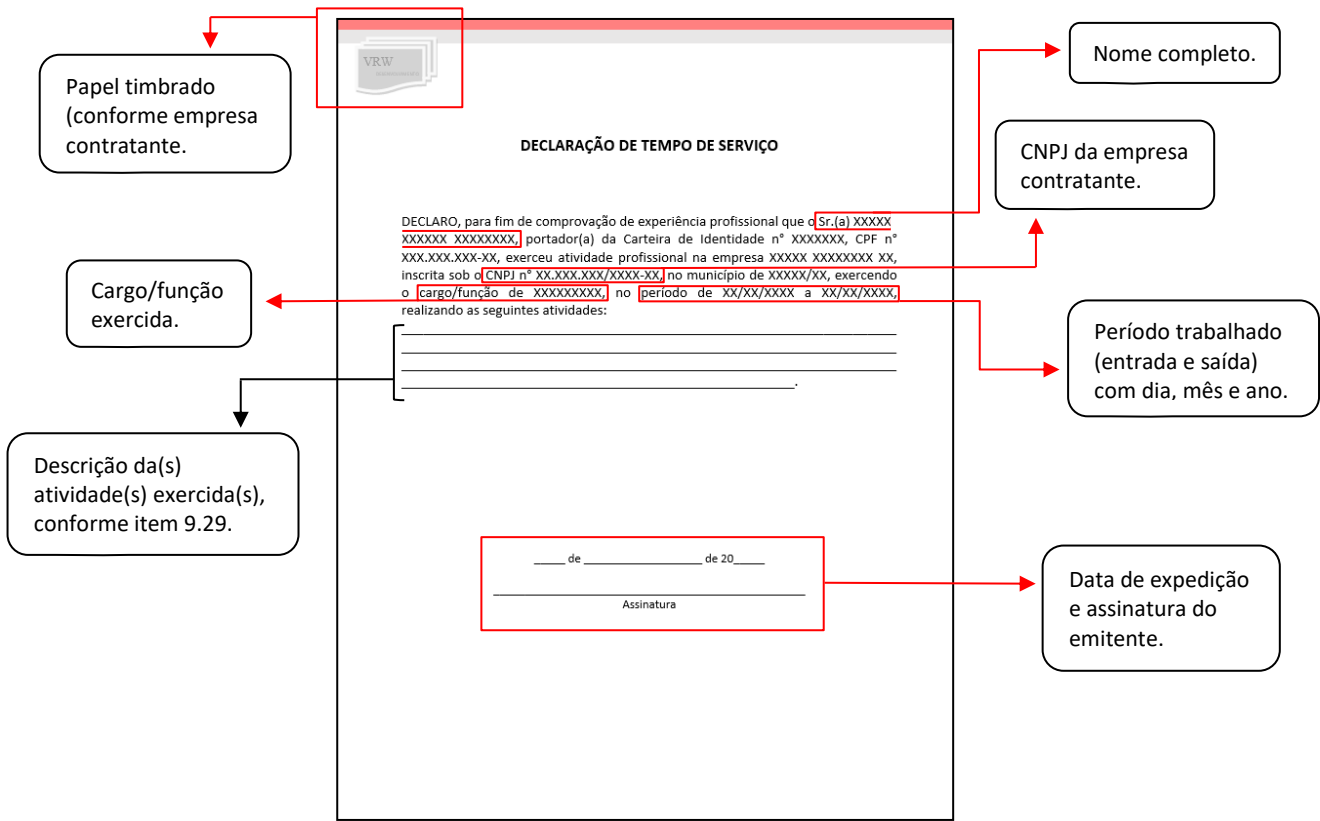 VRW
Papel timbrado
(conforme empresa
contratante.
Nome completo.
DECLARAÇÃO DE TEMPO DE SERVIÇO
CNPJ da empresa
contratante.
DECLARO, para fim de comprovação de experiência profissional que o Sr.(a) XXXXX
XXXXXX XXXXXXXX, portador(a) da Carteira de Identidade n° XXXXXXX, CPF n°
XXX.XXX.XXX-XX, exerceu atividade profissional na empresa XXXXX XXXXXXXX XX,
inscrita sob o CNPJ n° XX.XXX.XXX/XXXX-XX, no município de XXXXX/XX, exercendo
o cargo/função de XXXXXXXXX, no período de XX/XX/XXXX a XX/XX/XXXX,
realizando as seguintes atividades:
Cargo/função
exercida.
Período trabalhado
(entrada e saída)
com dia, mês e ano.
Descrição da(s)
atividade(s) exercida(s),
conforme item 9.29.
_____ de ___________________ de 20_____
Assinatura
Data de expedição
e assinatura do
emitente.